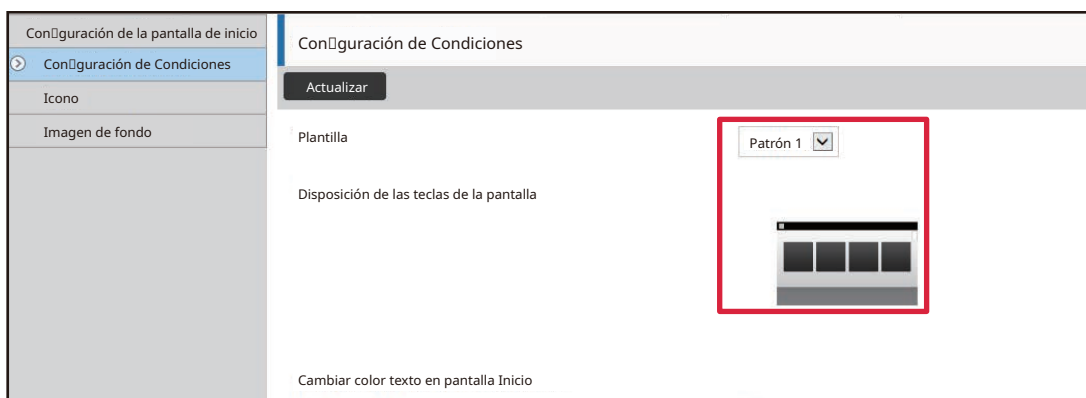 Con▯guración de la pantalla de inicio
Con▯guración de Condiciones
Icono
Imagen de fondo
Con▯guración de Condiciones
Actualizar
Plantilla
Patrón 1
Disposición de las teclas de la pantalla
Cambiar color texto en pantalla Inicio